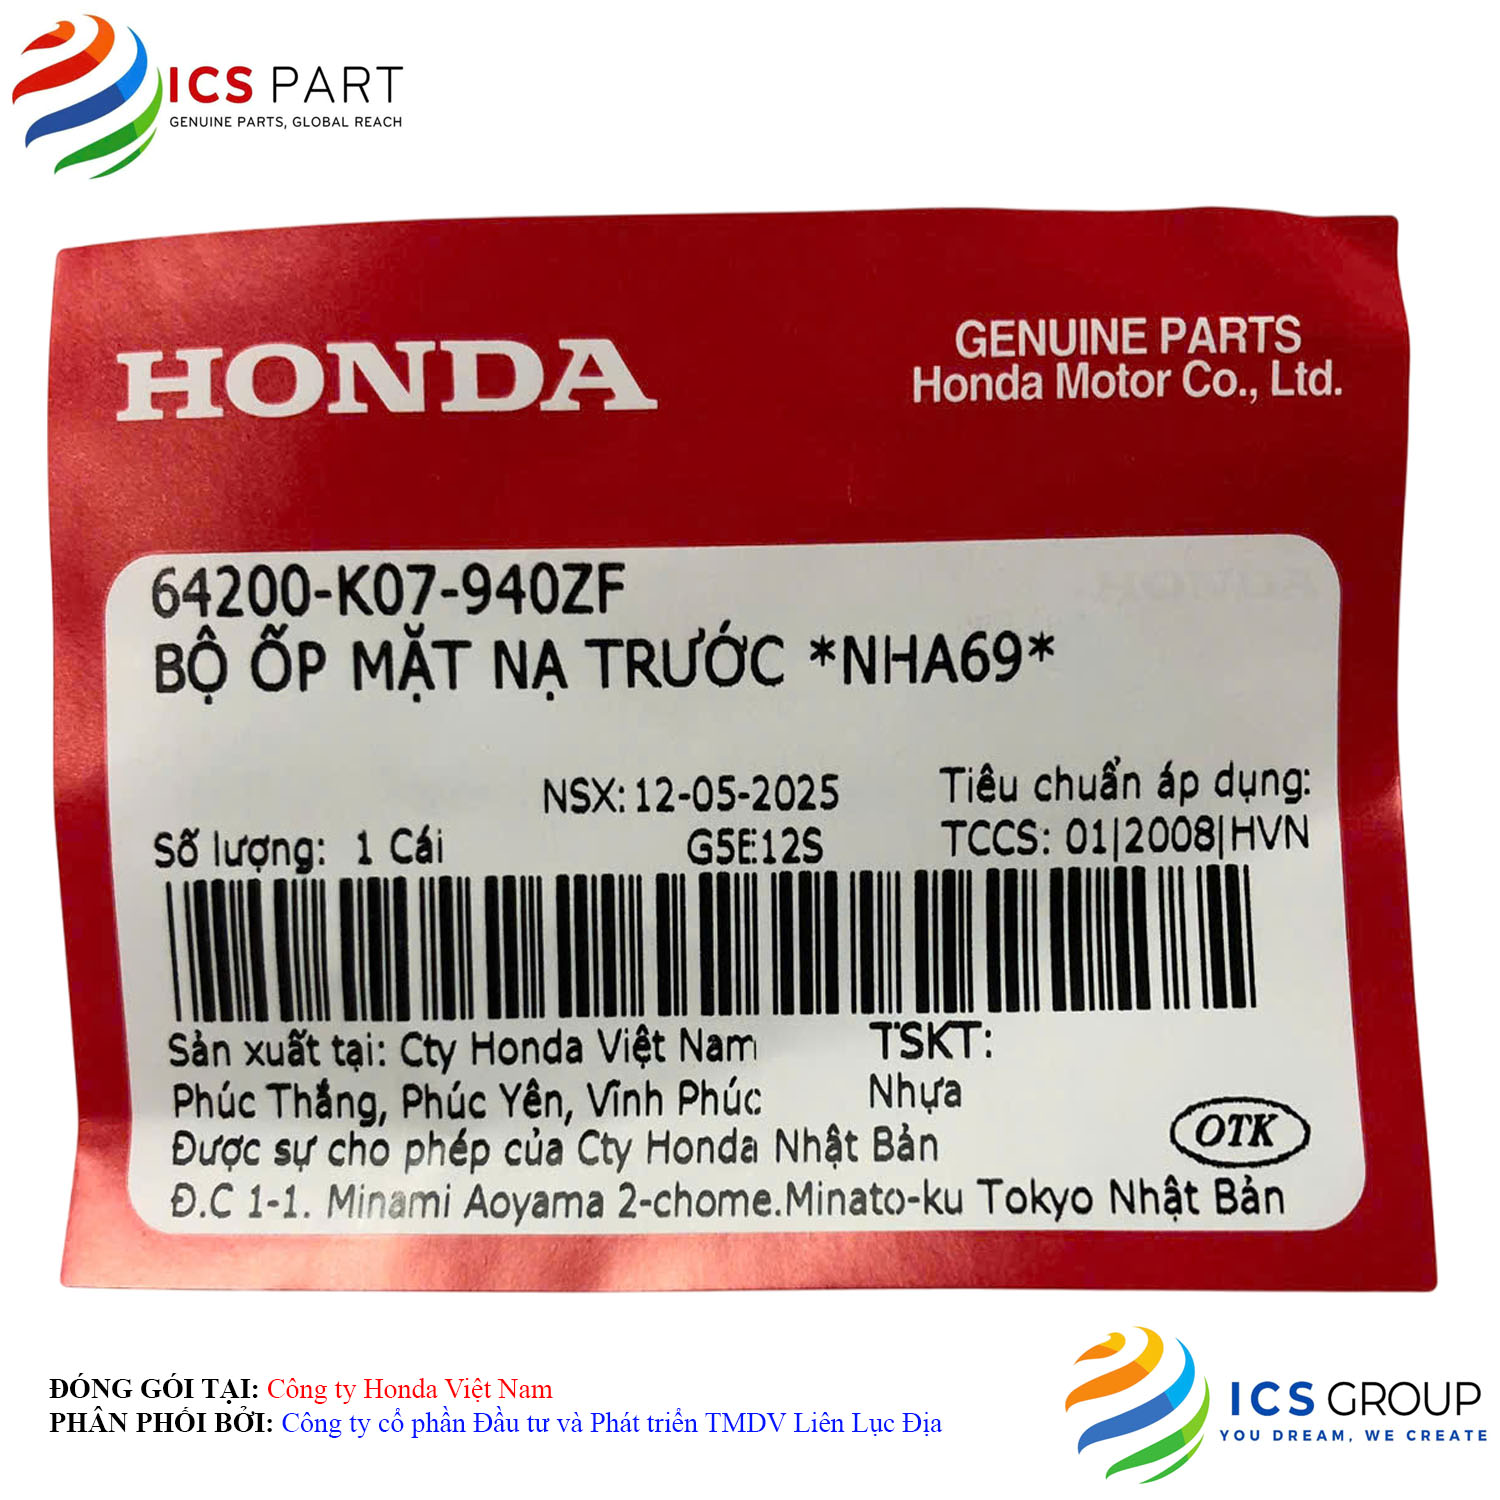 ICS PART
GENUINE PARTS, GLOBAL REACH
HONDA
GENUINE PARTS
Honda Motor Co., Ltd.
64200-K07-940ZF
BỘ ỐP MẶT NẠ TRƯỚC *NHA69*
NSX: 12-05-2025
Tiêu chuẩn áp dụng:
Số lượng: 1 Cái
G5E12S
TCCS: 01|2008|HVN
Sản xuất tại: Cty Honda Việt Nam
TSKT:
Phúc Thắng, Phúc Yên, Vĩnh Phúc
Nhựa
Được sự cho phép của Cty Honda Nhật Bản
OTK
Đ.C 1-1. Minami Aoyama 2-chome.Minato-ku Tokyo Nhật Bản
ĐÓNG GÓI TẠI: Công ty Honda Việt Nam
PHÂN PHỐI BỞI: Công ty cổ phần Đầu tư và Phát triển TMDV Liên Lục Địa
ICS GROUP
YOU DREAM, WE CREATE